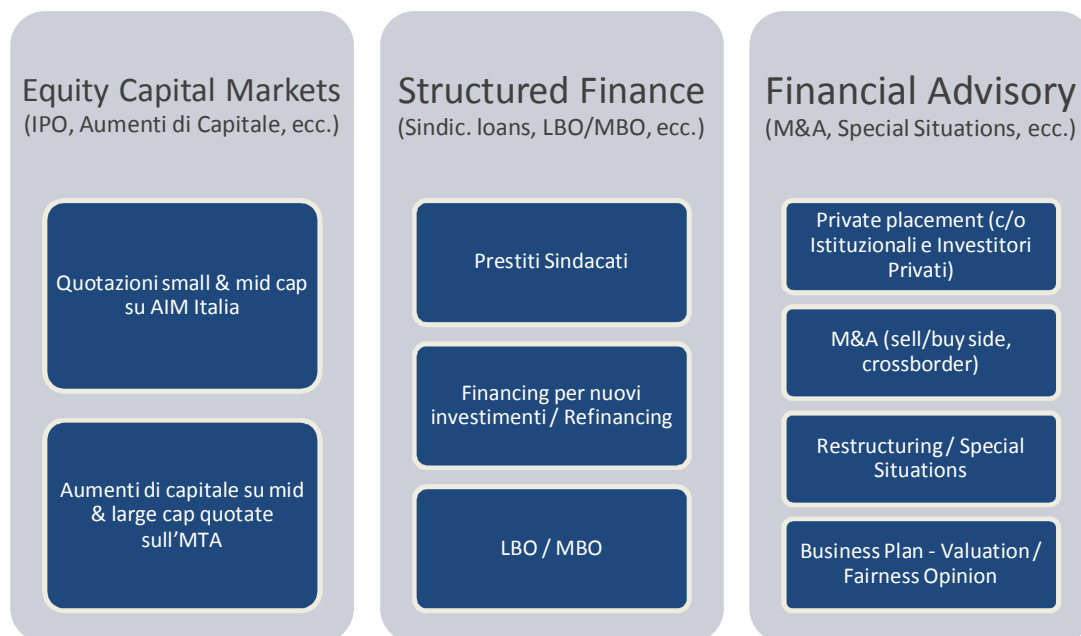 Equity Capital Markets
(IPO, Aumenti di Capitale, ecc.)
Quotazioni small & mid cap
su AIM Italia
Aumenti di capitale su mid
& large cap quotate
sull'MTA
Structured Finance
(Sindic. loans, LBO/MBO, ecc.)
Prestiti Sindacati
Financing per nuovi
investimenti / Refinancing
LBO / MBO
Financial Advisory
(M&A, Special Situations, ecc.)
Private placement (c/o
Istituzionali e Investitori
Privati)
M&A (sell/buy side,
crossborder)
Restructuring / Special
Situations
Business Plan - Valuation /
Fairness Opinion